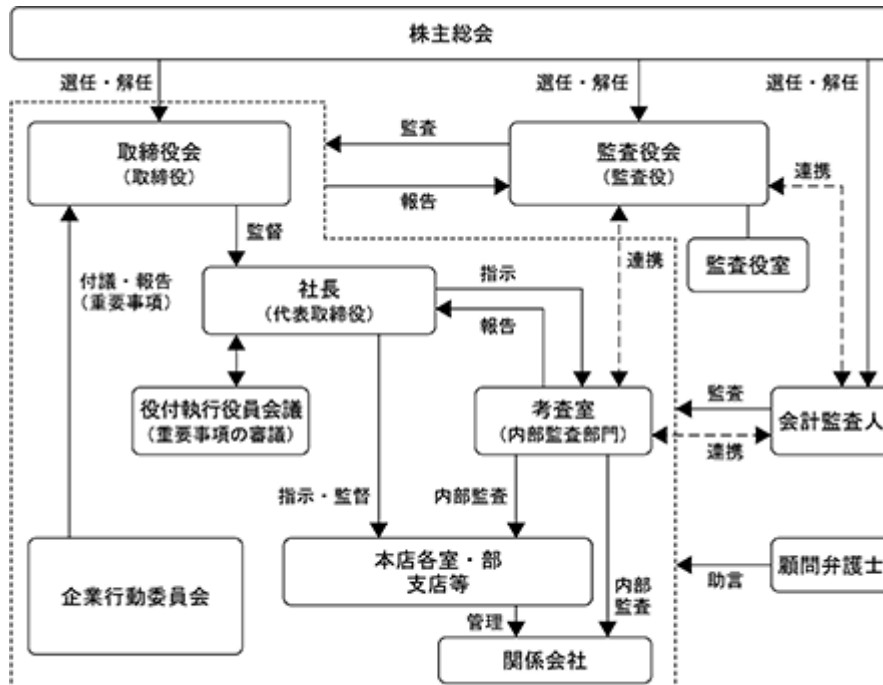 株主総会
選任・解任
選任・解任
選任・解任
取締役会
(取締役)
監査
報告
監査役会
(監査役)
連携
監査役室
監督
付議・報告
(重要事項)
連携
社長
(代表取締役)
指示
報告
役付執行役員会議
(重要事項の審議)
考査室
(内部監査部門)
監査
連携
会計監査人
指示・監督
内部監査
本店各室・部
支店等
内部
監査
企業行動委員会
助言
顧問弁護士
管理
関係会社